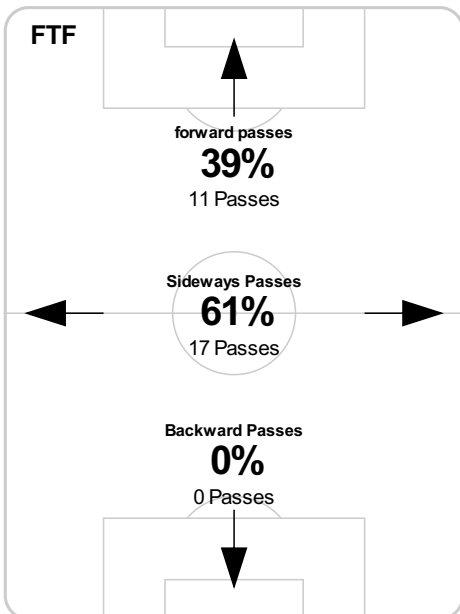 FTF
forward passes
39%
11 Passes
Sideways Passes
61%
17 Passes
Backward Passes
0%
0 Passes